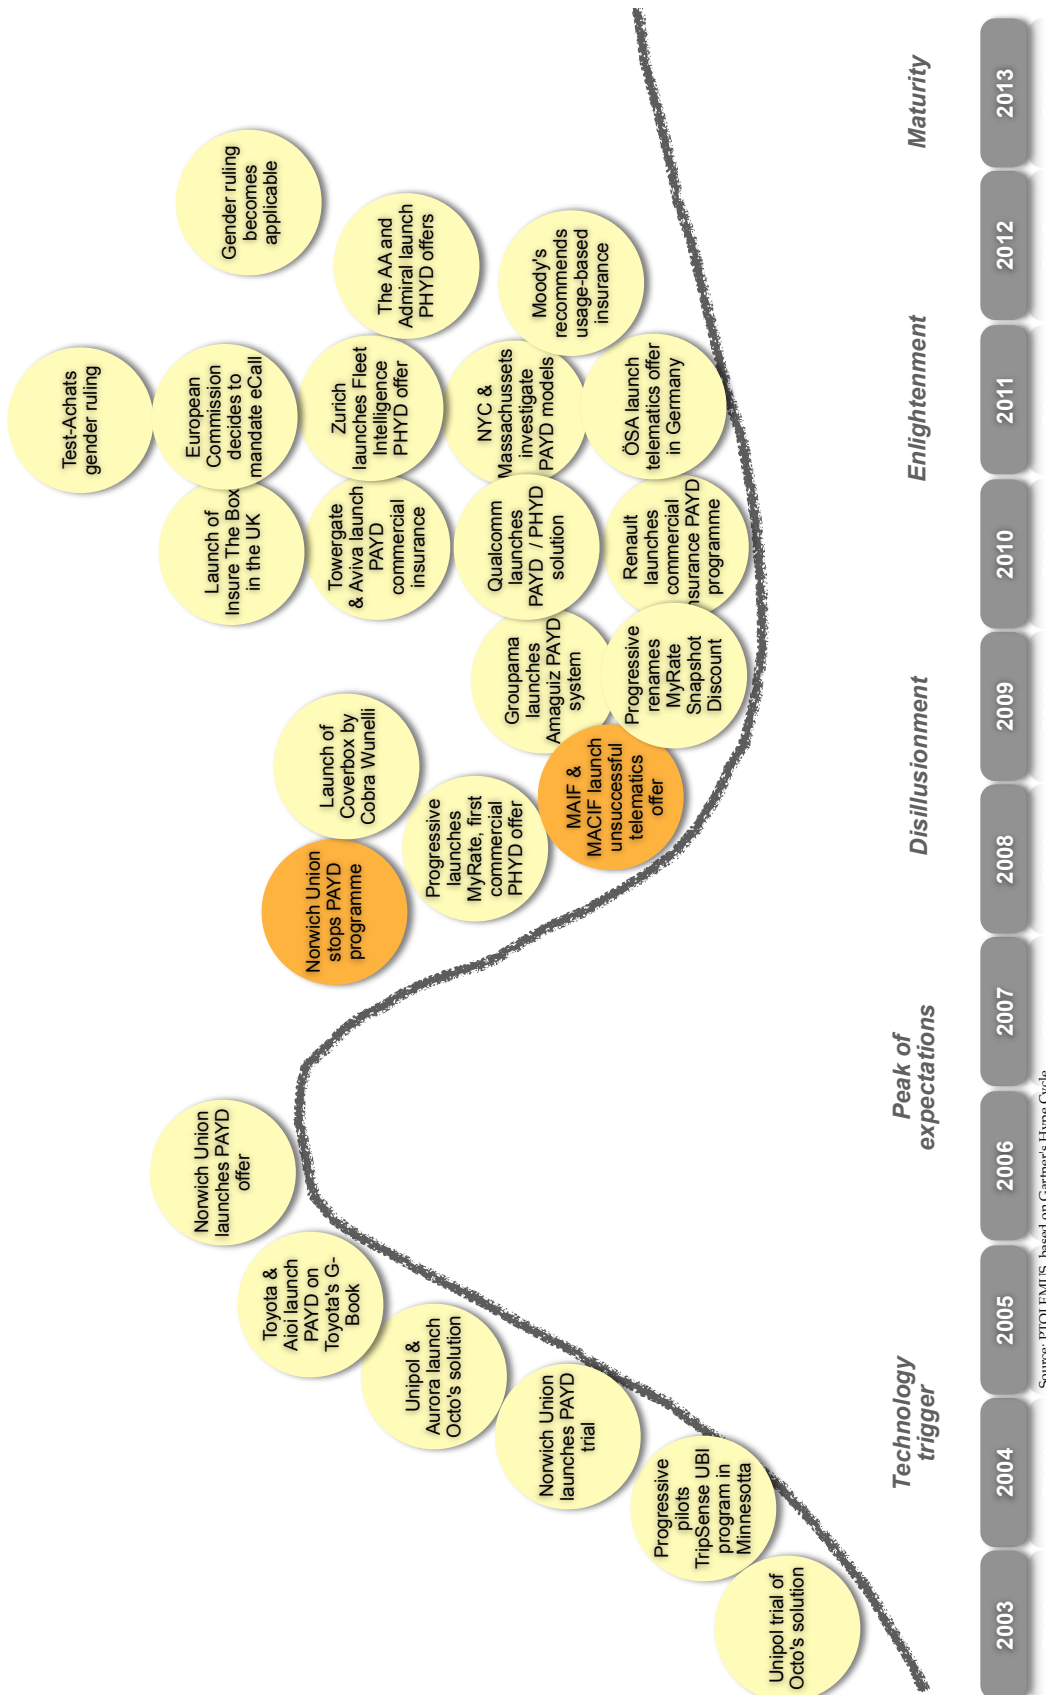 Test-Achats
gender ruling
Gender ruling
becomes
applicable
Launch of
Insure The Box
in the UK
European
Commission
decides to
mandate eCall
Norwich Union
launches PAYD
offer
Toyota &
Aioi launch
PAYD on
Toyota's G-
Book
Norwich Union
stops PAYD
programme
Launch of
Coverbox by
Cobra Wunelli
Towergate
& Aviva launch
PAYD
commercial
insurance
Zurich
launches Fleet
Intelligence
PHYD offer
The AA and
Admiral launch
PHYD offers
Unipol &
Aurora launch
Octo's solution
Progressive
launches
MyRate, first
commercial
PHYD offer
Groupama
launches
Amaguiz PAYD
system
Qualcomm
launches
PAYD / PHYD
solution
NYC &
Massachussets
investigate
PAYD models
Moody's
recommends
usage-based
insurance
Norwich Union
launches PAYD
trial
MAIF &
MACIF launch
unsuccessful
telematics
offer
Progressive
renames
MyRate
Snapshot
Discount
Renault
launches
commercial
nsurance PAYD
programme
ÖSA launch
telematics offer
in Germany
Progressive
pilots
TripSense UBI
program in
Minnesotta
Unipol trial of
Octo's solution
Technology
trigger
Peak of
expectations
Disillusionment
Enlightenment
Maturity
2003 2004 2005 2006 2007 2008 2009 2010 2011 2012 2013
Source: PTOLEMUS, based on Gartner's Hype Cycle